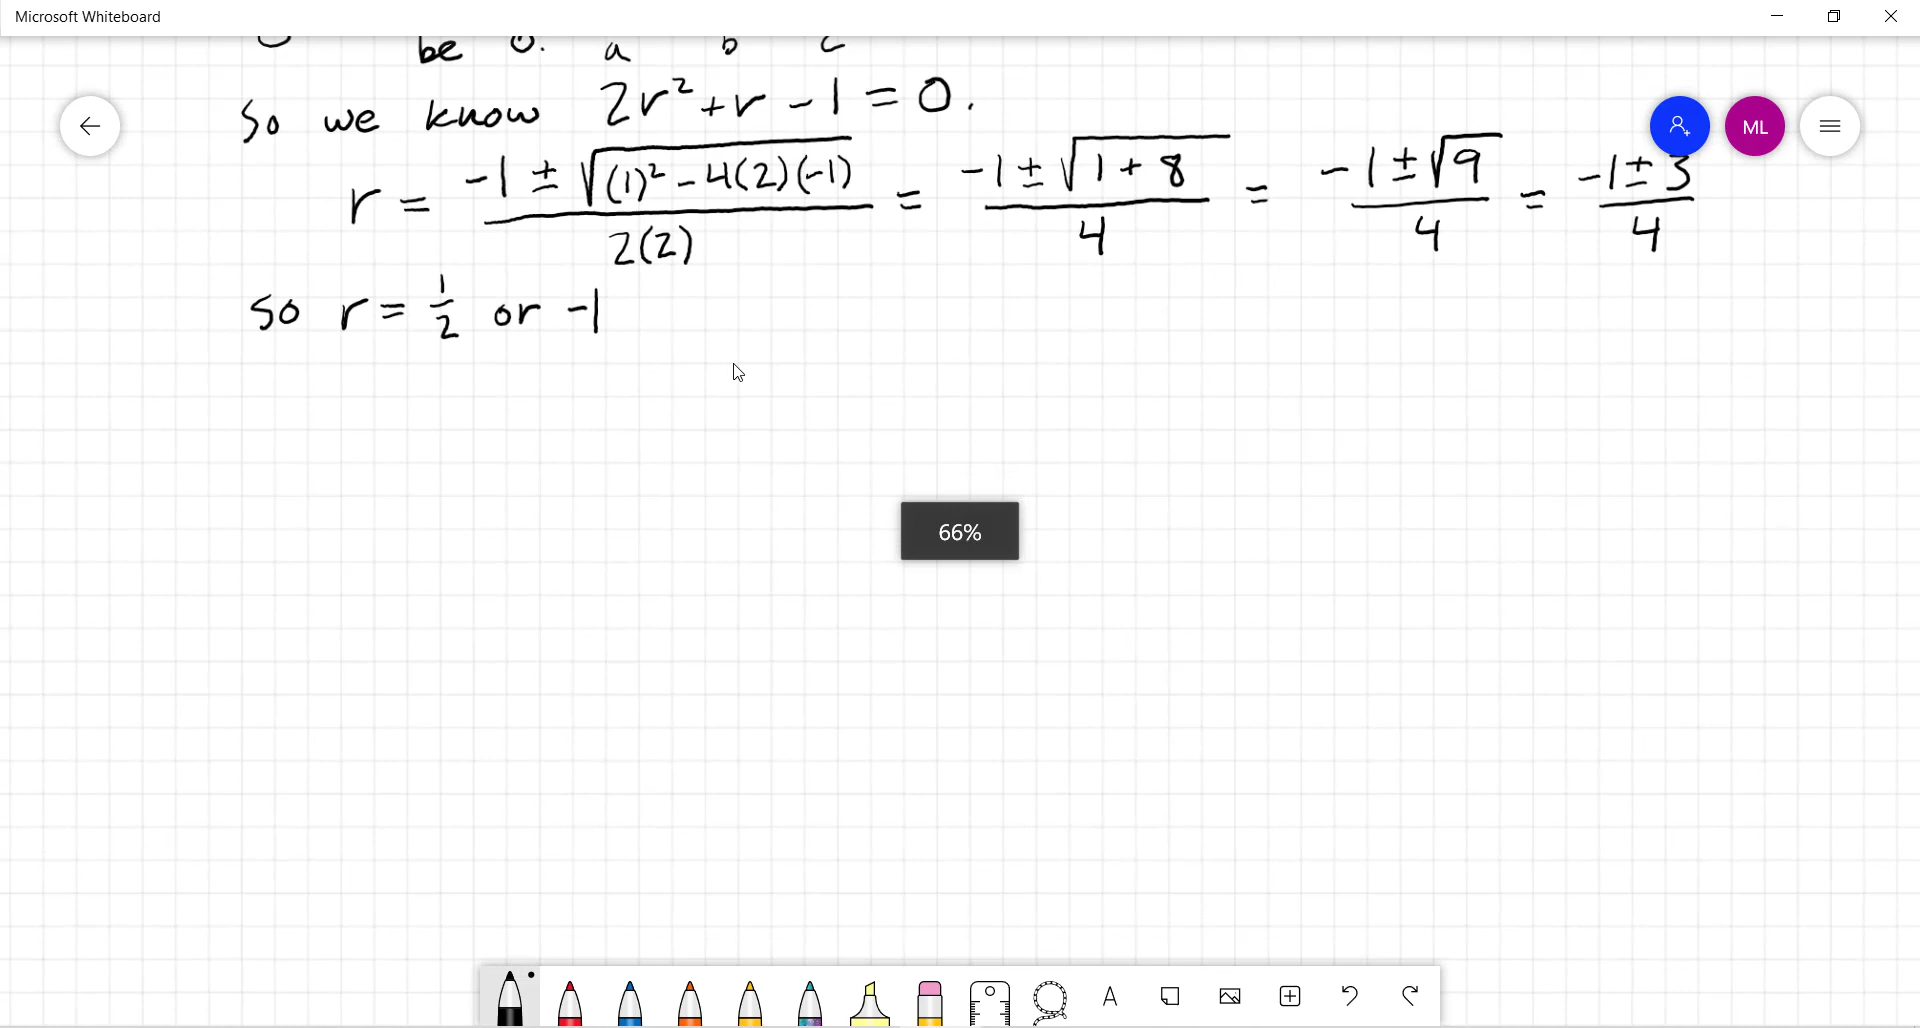 Microsoft Whiteboard
be 0. a b c
So we know 2r² + r - 1 = 0.
r = (-1 ± √((1)² - 4(2)(-1))) / 2(2) = (-1 ± √(1 + 8)) / 4 = (-1 ± √9) / 4 = (-1 ± 3) / 4
so r = 1/2 or -1
ML
66%